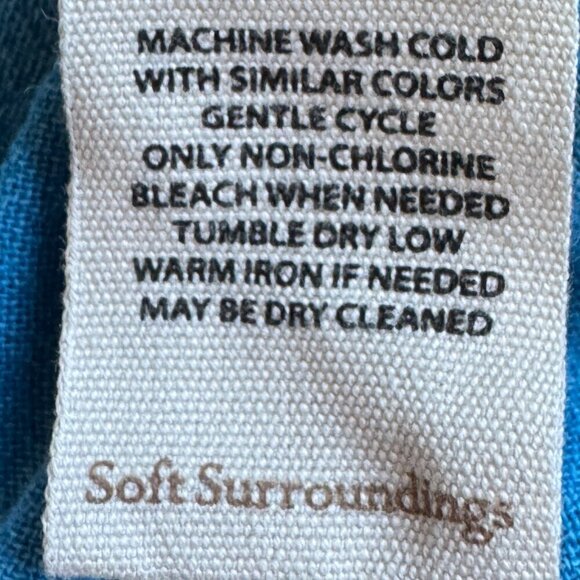 MACHINE WASH COLD
WITH SIMILAR COLORS
GENTLE CYCLE
ONLY NON-CHLORINE
BLEACH WHEN NEEDED
TUMBLE DRY LOW
WARM IRON IF NEEDED
MAY BE DRY CLEANED
Soft Surroundings